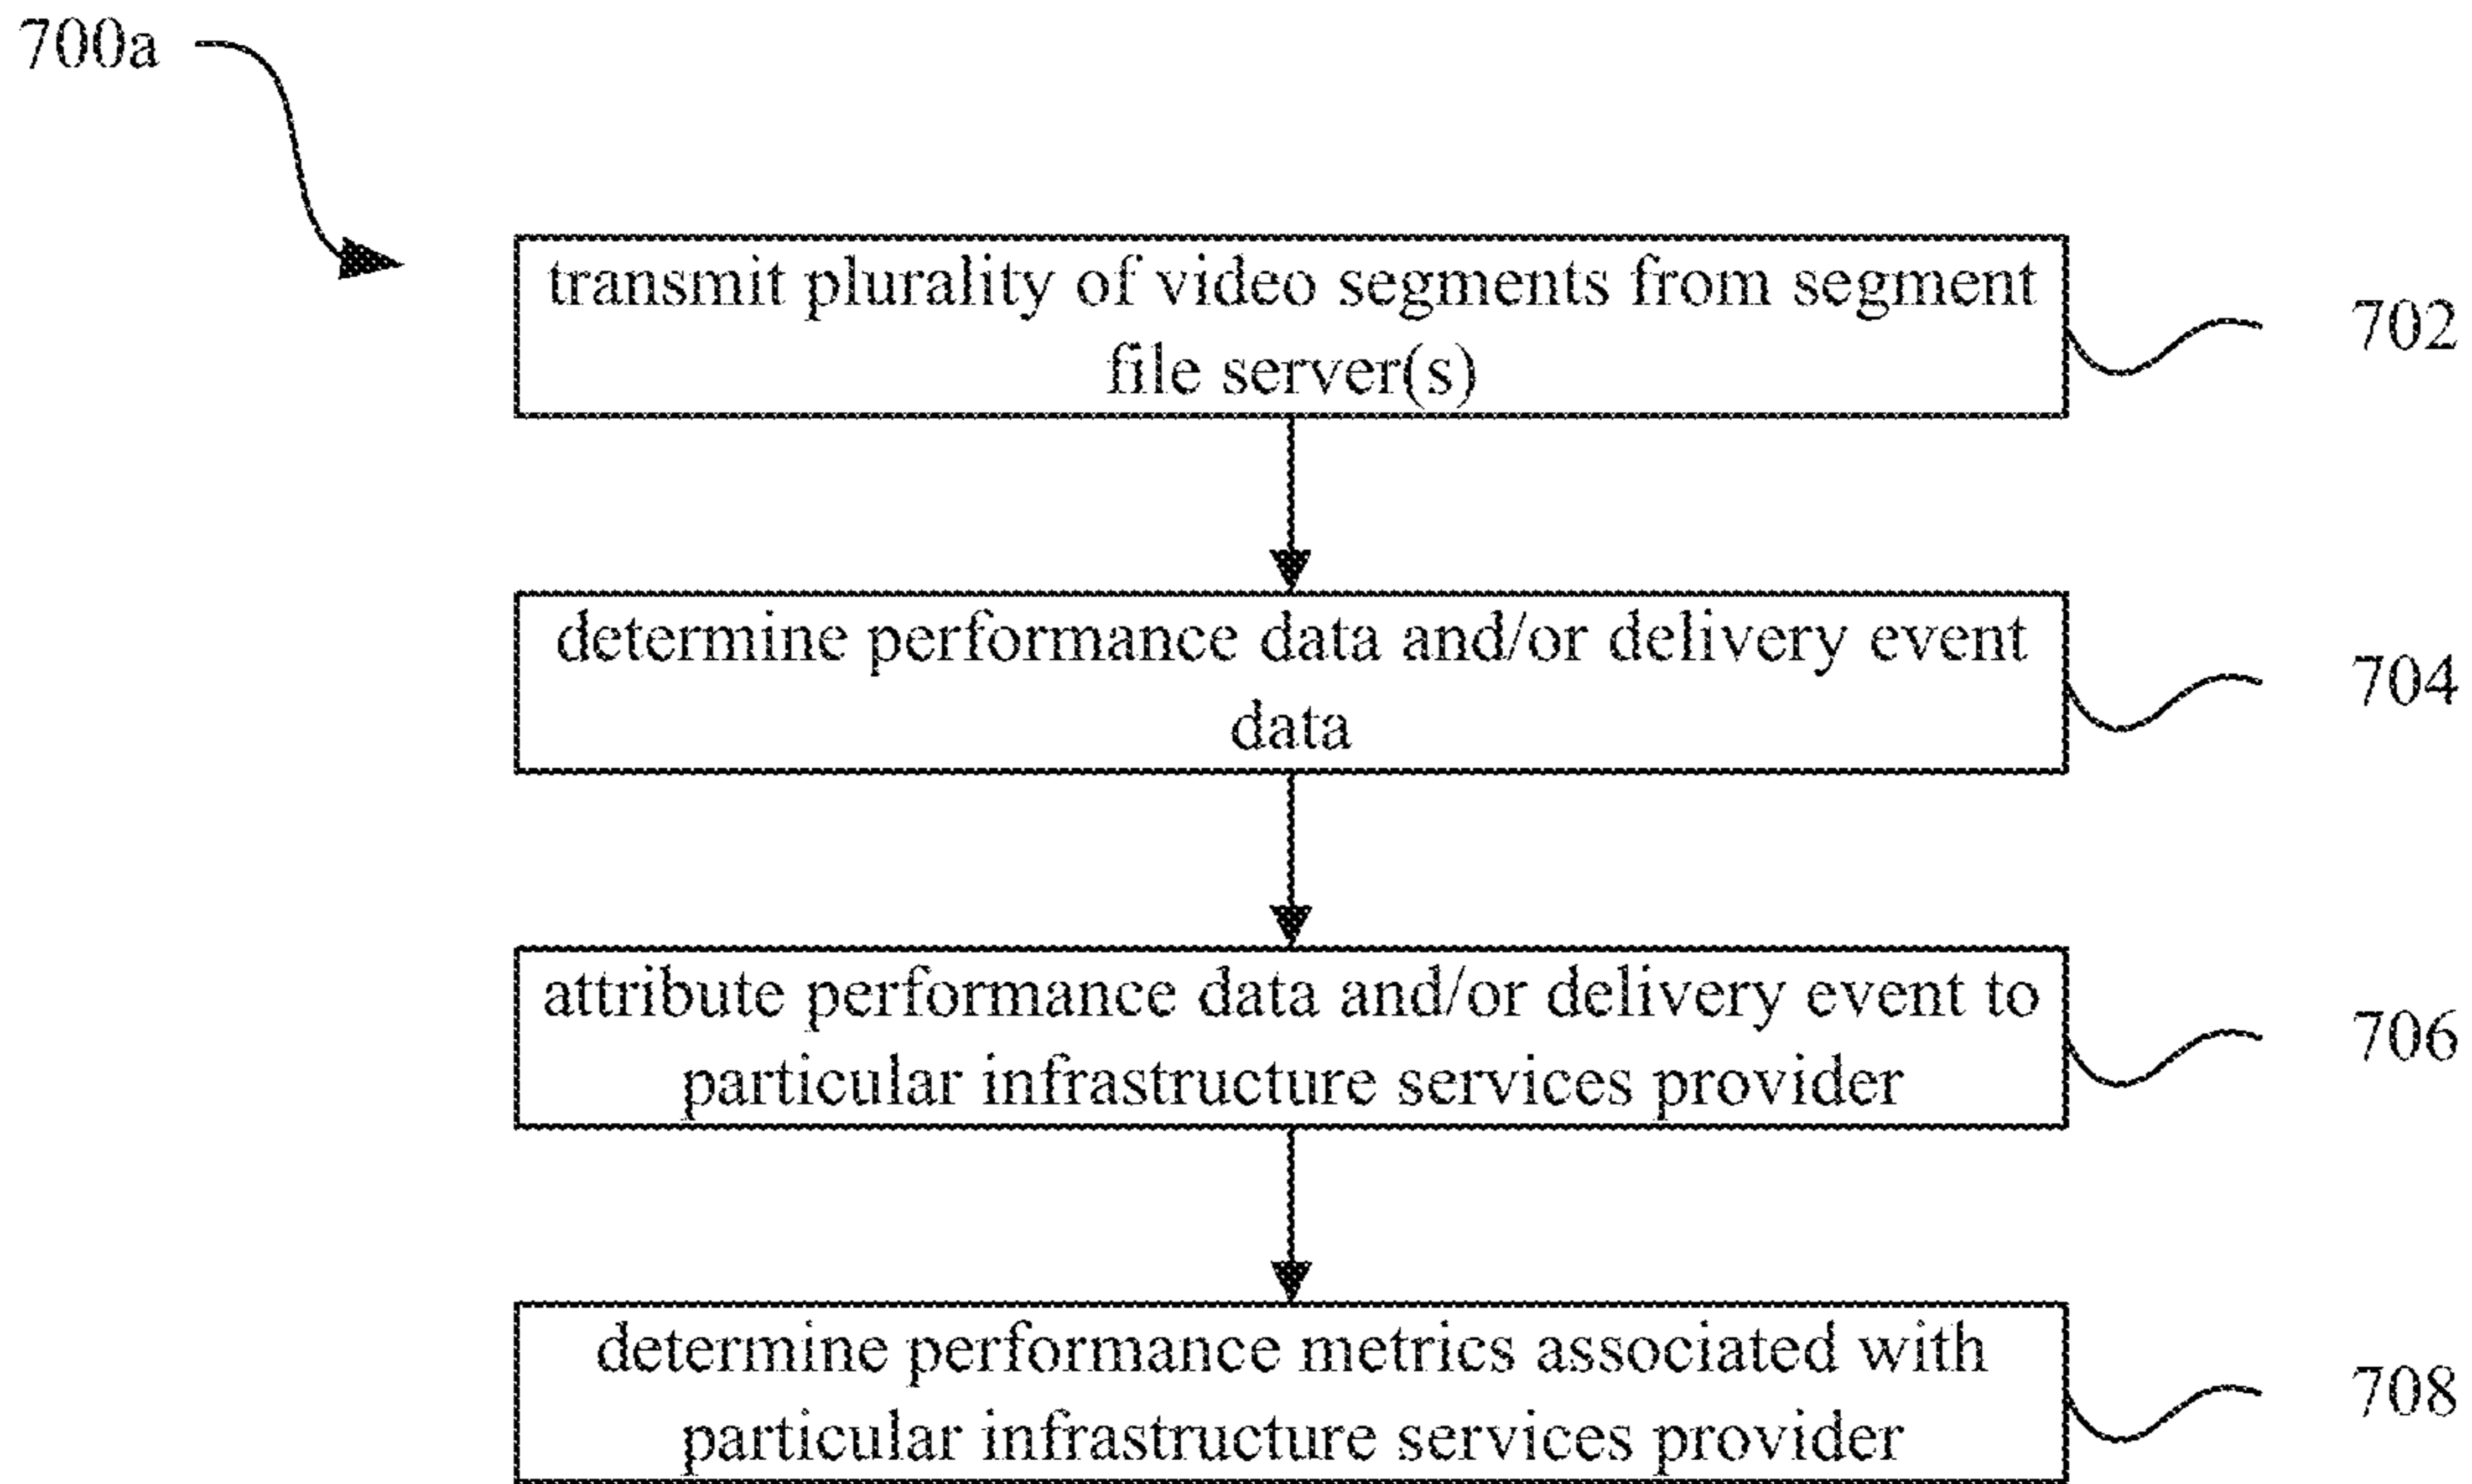 700a
transmit plurality of video segments from segment
file server(s)
702
determine performance data and/or delivery event
data
704
attribute performance data and/or delivery event to
particular infrastructure services provider
706
determine performance metrics associated with
particular infrastructure services provider
708